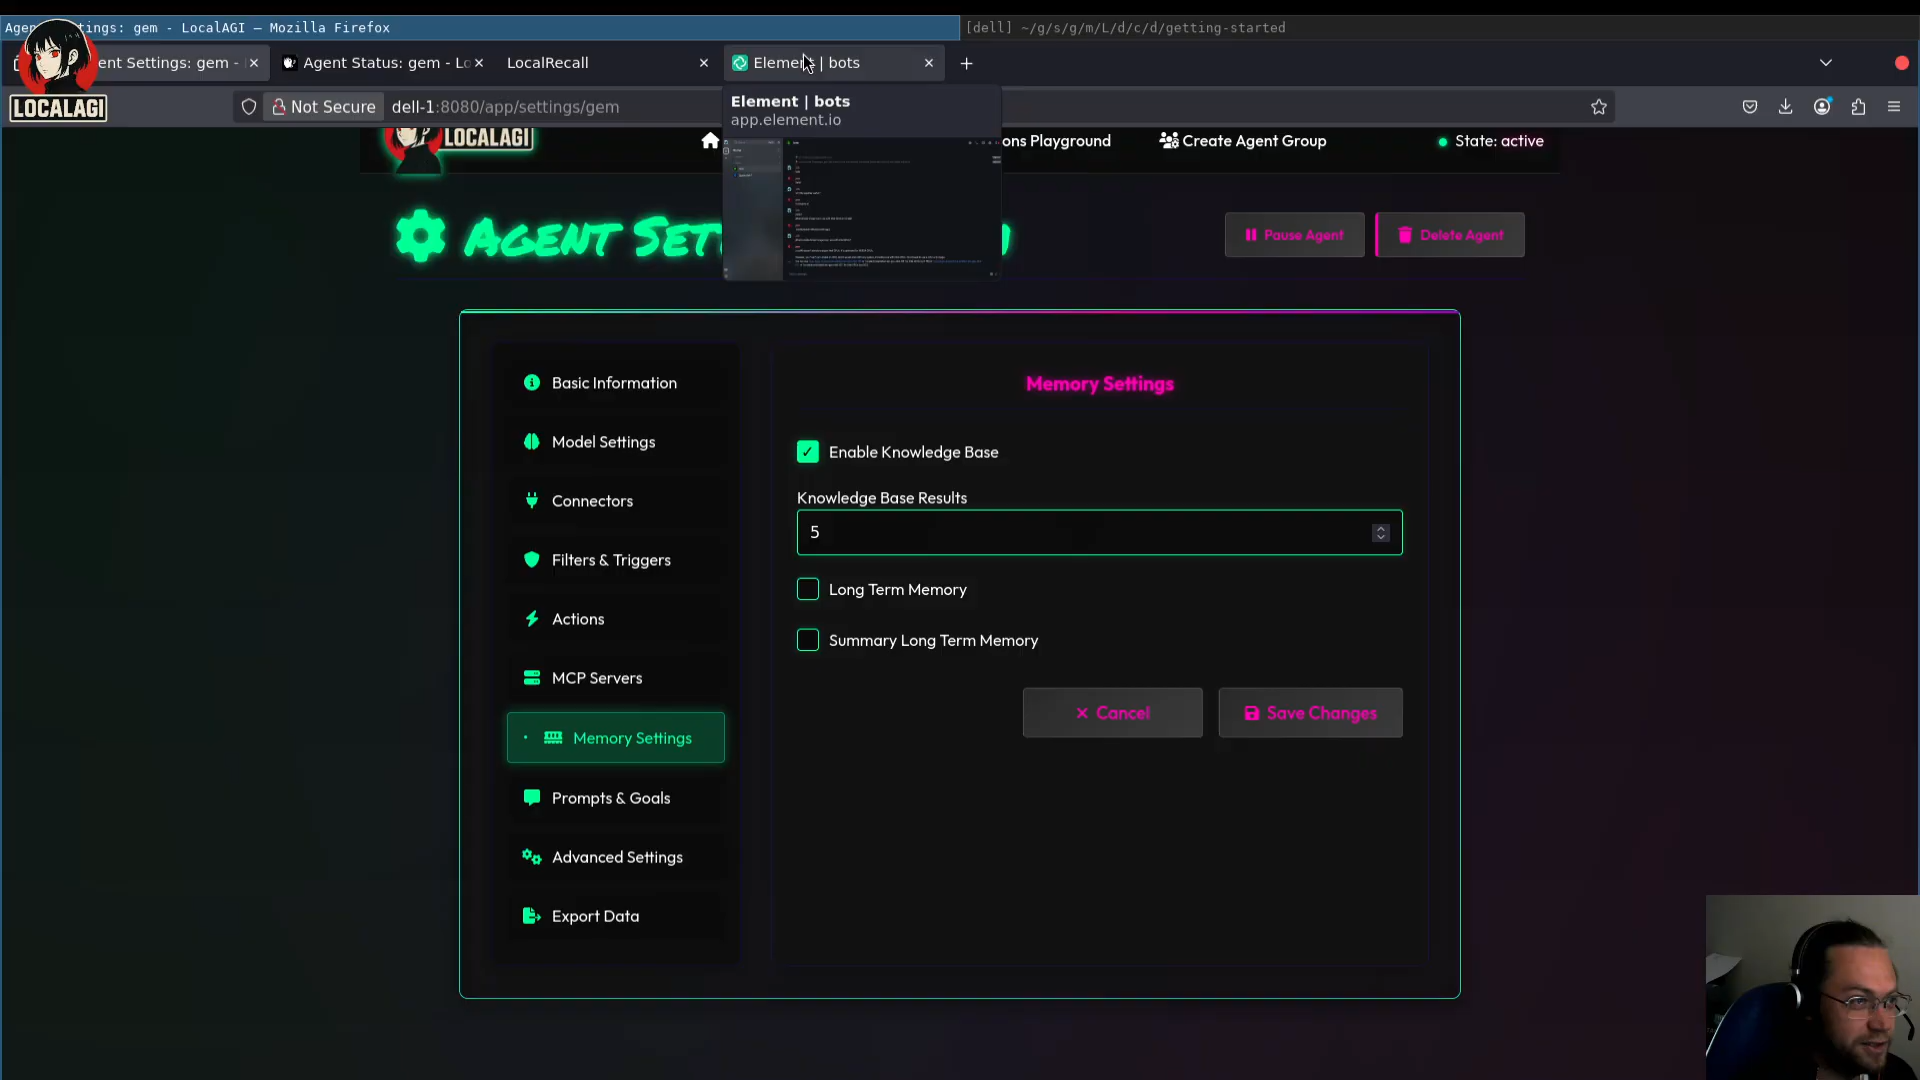 Agen
tings: gem - LocalAGI — Mozilla Firefox
[dell] ~/g/s/g/m/L/d/c/d/getting-started
ent Settings: gem -
Agent Status: gem - Lo
LocalRecall
Element | bots
LOCALAGI
Not Secure
dell-1:8080/app/settings/gem
Element | bots
app.element.io
LOCALAGI
ons Playground
Create Agent Group
State: active
Agent Set
Pause Agent
Delete Agent
Basic Information
Model Settings
Connectors
Filters & Triggers
Actions
MCP Servers
Memory Settings
Prompts & Goals
Advanced Settings
Export Data
Memory Settings
Enable Knowledge Base
Knowledge Base Results
5
Long Term Memory
Summary Long Term Memory
Cancel
Save Changes